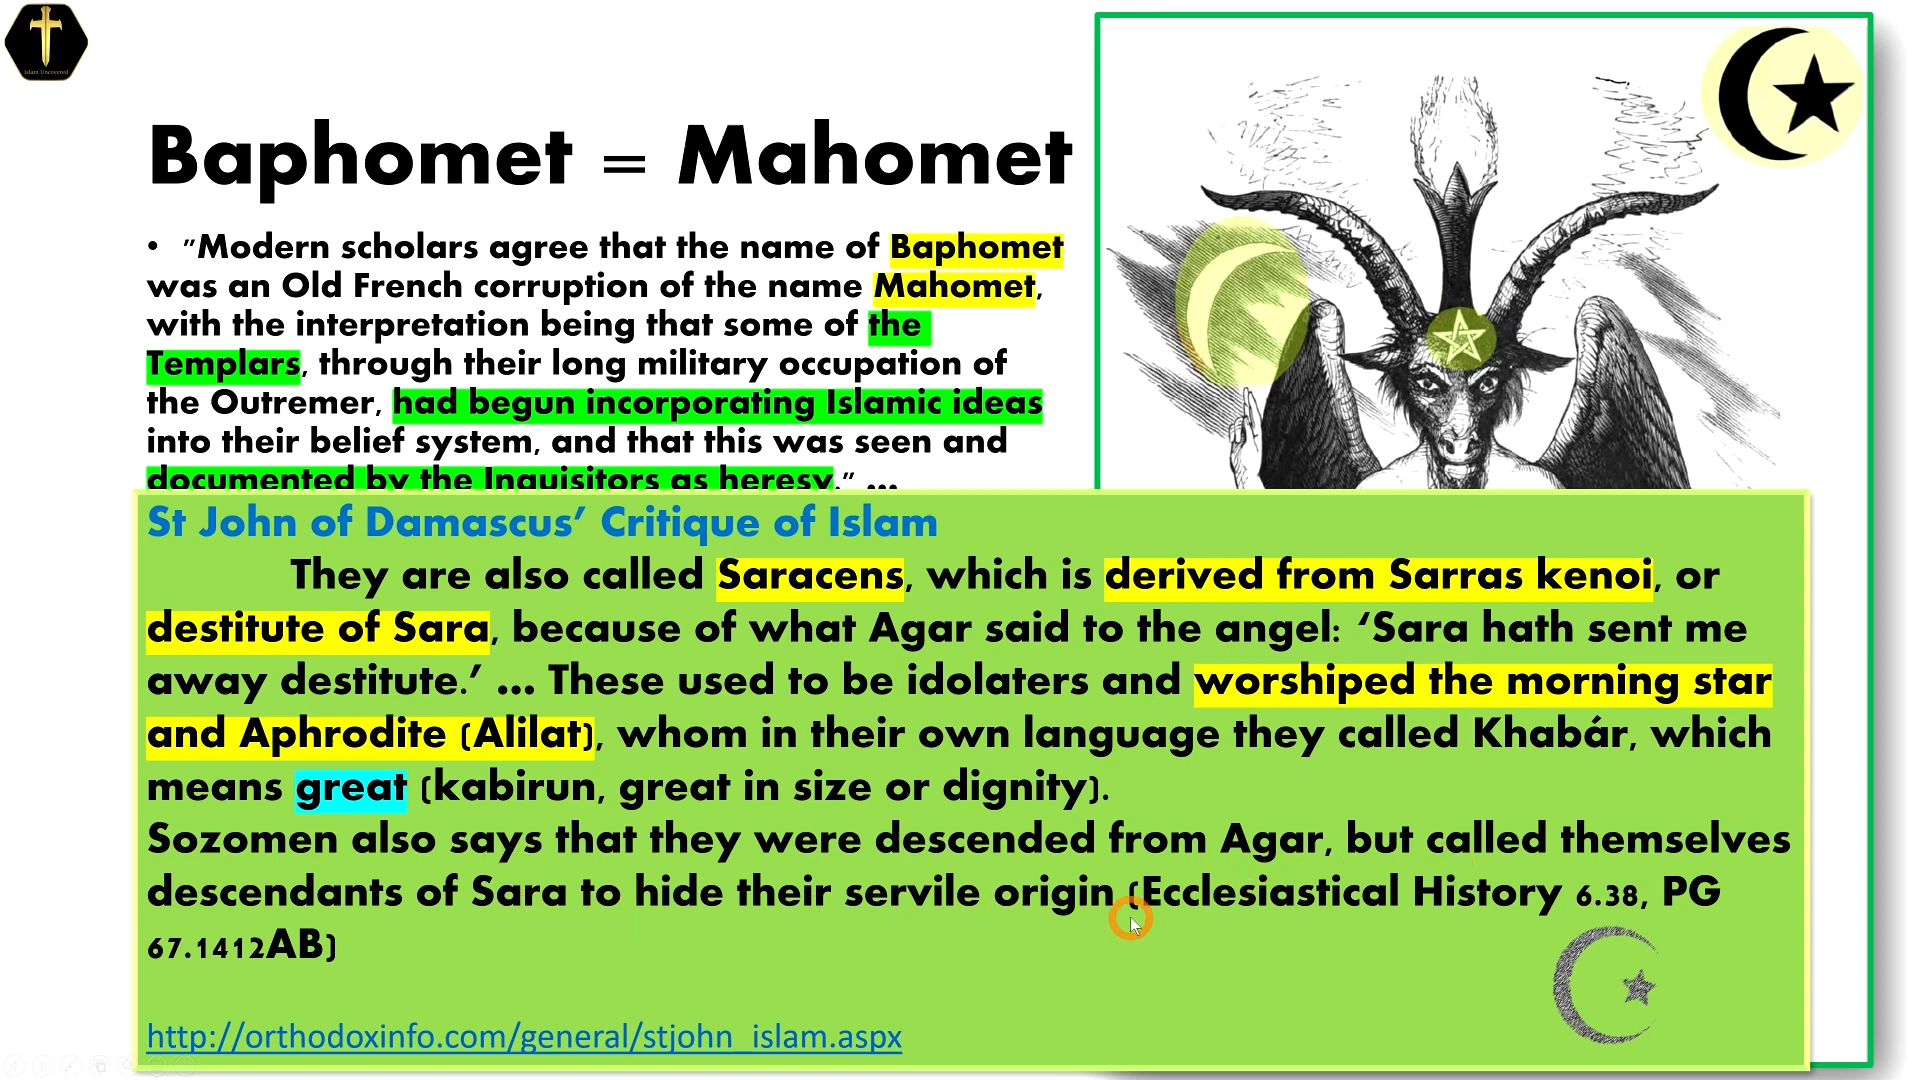 Islam Uncovered
Baphomet = Mahomet
• "Modern scholars agree that the name of Baphomet
was an Old French corruption of the name Mahomet,
with the interpretation being that some of the
Templars, through their long military occupation of
the Outremer, had begun incorporating Islamic ideas
into their belief system, and that this was seen and
documented by the Inquisitors as heresy." ...
St John of Damascus’ Critique of Islam
They are also called Saracens, which is derived from Sarras kenoi, or
destitute of Sara, because of what Agar said to the angel: ‘Sara hath sent me
away destitute.’ ... These used to be idolaters and worshiped the morning star
and Aphrodite (Alilat), whom in their own language they called Khabár, which
means great (kabirun, great in size or dignity).
Sozomen also says that they were descended from Agar, but called themselves
descendants of Sara to hide their servile origin (Ecclesiastical History 6.38, PG
67.1412AB)
http://orthodoxinfo.com/general/stjohn_islam.aspx